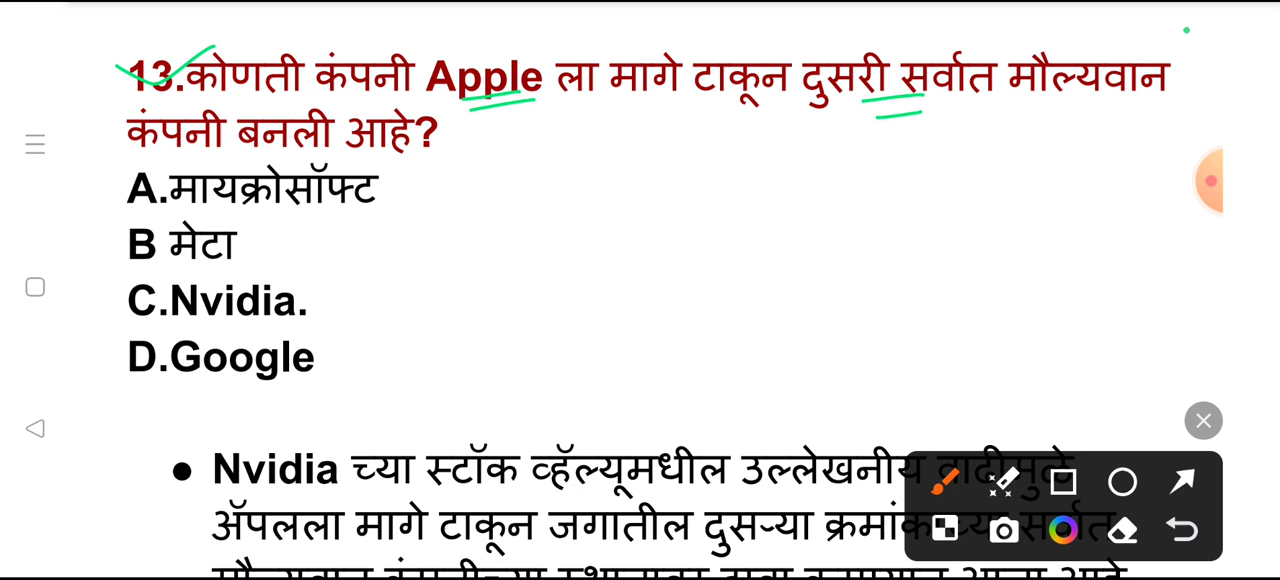 13.कोणती कंपनी Apple ला मागे टाकून दुसरी सर्वात मौल्यवान
कंपनी बनली आहे?
A.मायक्रोसॉफ्ट
B मेटा
C.Nvidia.
D.Google
● Nvidia च्या स्टॉक व्हॅल्यूमधील उल्लेखनीय वाढीमुळे
ॲपलला मागे टाकून जगातील दुसऱ्या क्रमांकाच्या सर्वात